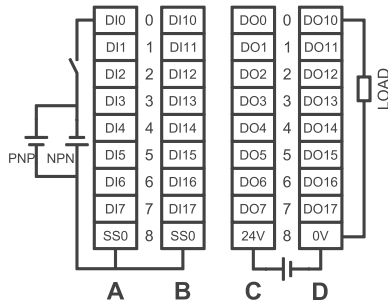 DI0 0 DI10 DO0 0 DO10
DI1 1 DI11 DO1 1 DO11
DI2 2 DI12 DO2 2 DO12
DI3 3 DI13 DO3 3 DO13
DI4 4 DI14 DO4 4 DO14
PNP NPN DI5 5 DI15 DO5 5 DO15
DI6 6 DI16 DO6 6 DO16
DI7 7 DI17 DO7 7 DO17
SS0 8 SS0 24V 8 0V
LOAD
A B C D